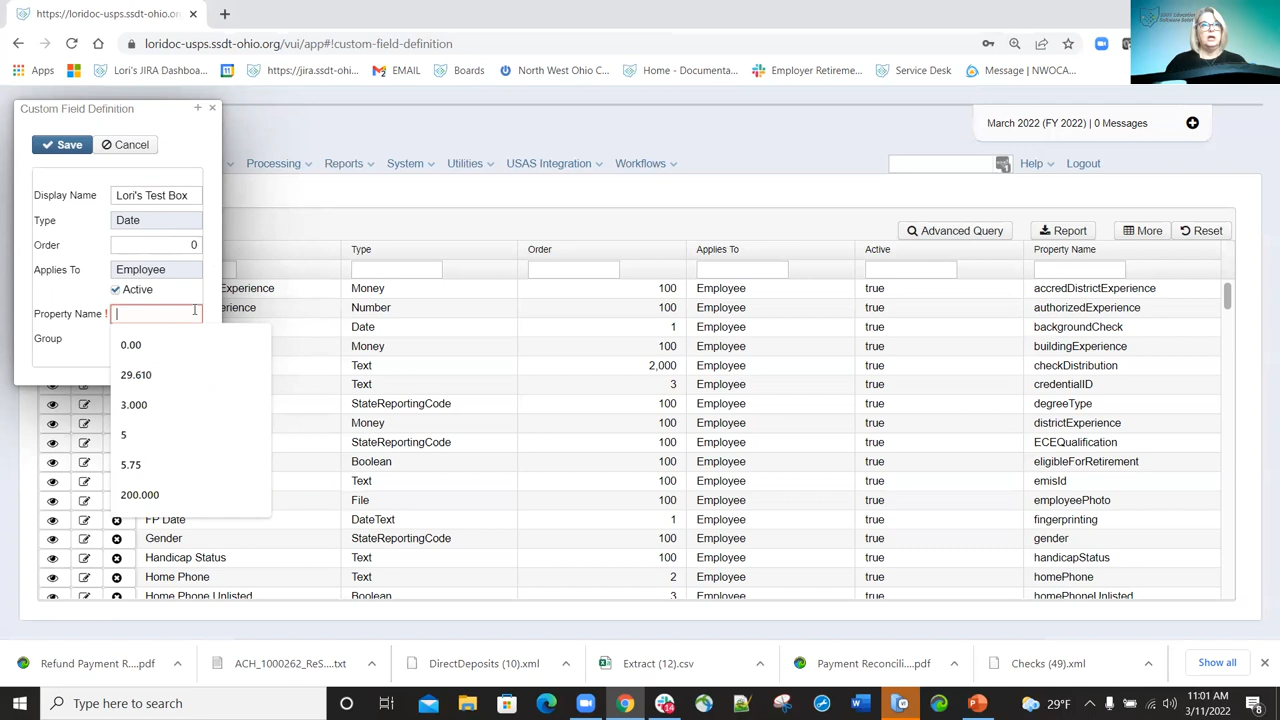 https://loridoc-usps.ssdt-ohio.org
loridoc-usps.ssdt-ohio.org/vui/app#!custom-field-definition
Apps
Lori's JIRA Dashboa...
https://jira.ssdt-ohi...
EMAIL
Boards
North West Ohio C...
Home - Documenta...
Employer Retireme...
Service Desk
Message | NWOCA...
Custom Field Definition
Save
Cancel
Display Name Lori's Test Box
Type Date
Order 0
Applies To Employee
Active
Property Name !
Group
0.00
29.610
3.000
5
5.75
200.000
March 2022 (FY 2022) | 0 Messages
Processing Reports System Utilities USAS Integration Workflows Help Logout
Advanced Query Report More Reset
Type Order Applies To Active Property Name
Experience Money 100 Employee true accredDistrictExperience
erience Number 100 Employee true authorizedExperience
Date 1 Employee true backgroundCheck
Money 100 Employee true buildingExperience
Text 2,000 Employee true checkDistribution
Text 3 Employee true credentialID
StateReportingCode 100 Employee true degreeType
Money 100 Employee true districtExperience
StateReportingCode 100 Employee true ECEQualification
Boolean 100 Employee true eligibleForRetirement
Text 100 Employee true emisId
File 100 Employee true employeePhoto
FP Date DateText 1 Employee true fingerprinting
Gender StateReportingCode 100 Employee true gender
Handicap Status Text 100 Employee true handicapStatus
Home Phone Text 2 Employee true homePhone
Home Phone Unlisted Boolean 3 Employee true homePhoneUnlisted
Refund Payment R....pdf
ACH_1000262_ReS....txt
DirectDeposits (10).xml
Extract (12).csv
Payment Reconcili....pdf
Checks (49).xml
Show all
Type here to search
14
29°F
11:01 AM
3/11/2022
8